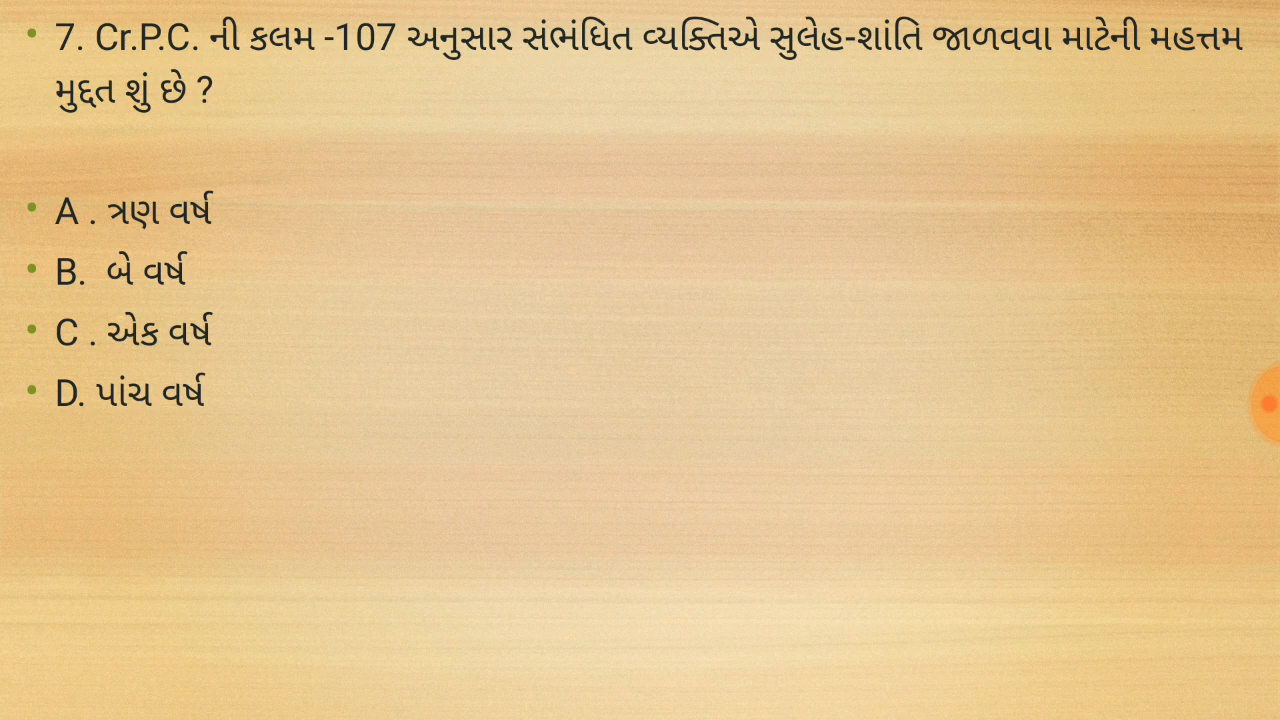 • 7. Cr.P.C. ની કલમ -107 અનુસાર સંભંધિત વ્યક્તિએ સુલેહ-શાંતિ જાળવવા માટેની મહત્તમ
મુદ્દત શું છે ?
• A . ત્રણ વર્ષ
• B.  બે વર્ષ
• C . એક વર્ષ
• D. પાંચ વર્ષ